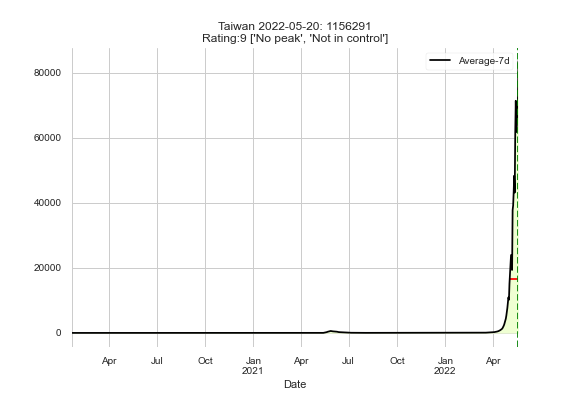 Taiwan 2022-05-20: 1156291
Rating:9 ['No peak', 'Not in control']
Average-7d
80000
60000
40000
20000
0
Apr Jul Oct Jan Apr Jul Oct Jan Apr
2021 2022
Date